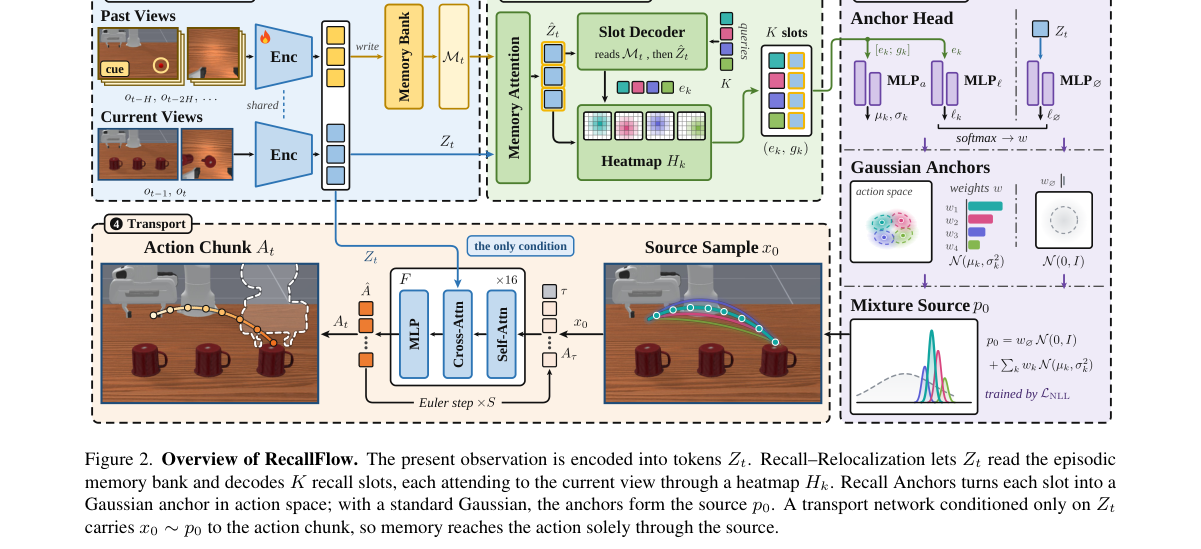 Past Views
cue
o_{t−H}, o_{t−2H}, . . .
shared
Current Views
o_{t−1}, o_t
Enc
Enc
write
Memory Bank
M_t
Z_t
Memory Attention
Ẑ_t
Slot Decoder
reads M_t , then Ẑ_t
queries
K
e_k
Heatmap H_k
K slots
(e_k, g_k)
Anchor Head
[e_k; g_k]
e_k
Z_t
MLP_a
MLP_ℓ
MLP_∅
μ_k, σ_k
ℓ_k
ℓ_∅
softmax → w
Gaussian Anchors
action space
weights w
w_1
w_2
w_3
w_4
N(μ_k, σ_k^2)
w_∅
N(0, I)
Mixture Source p_0
p_0 = w_∅ N(0, I)
+ ∑_k w_k N(μ_k, σ_k^2)
trained by L_NLL
4 Transport
Action Chunk A_t
Z_t
the only condition
Source Sample x_0
A_t
Â
F
×16
MLP
Cross-Attn
Self-Attn
τ
A_τ
x_0
Euler step ×S
Figure 2. Overview of RecallFlow. The present observation is encoded into tokens Z_t. Recall–Relocalization lets Z_t read the episodic
memory bank and decodes K recall slots, each attending to the current view through a heatmap H_k. Recall Anchors turns each slot into a
Gaussian anchor in action space; with a standard Gaussian, the anchors form the source p_0. A transport network conditioned only on Z_t
carries x_0 ∼ p_0 to the action chunk, so memory reaches the action solely through the source.